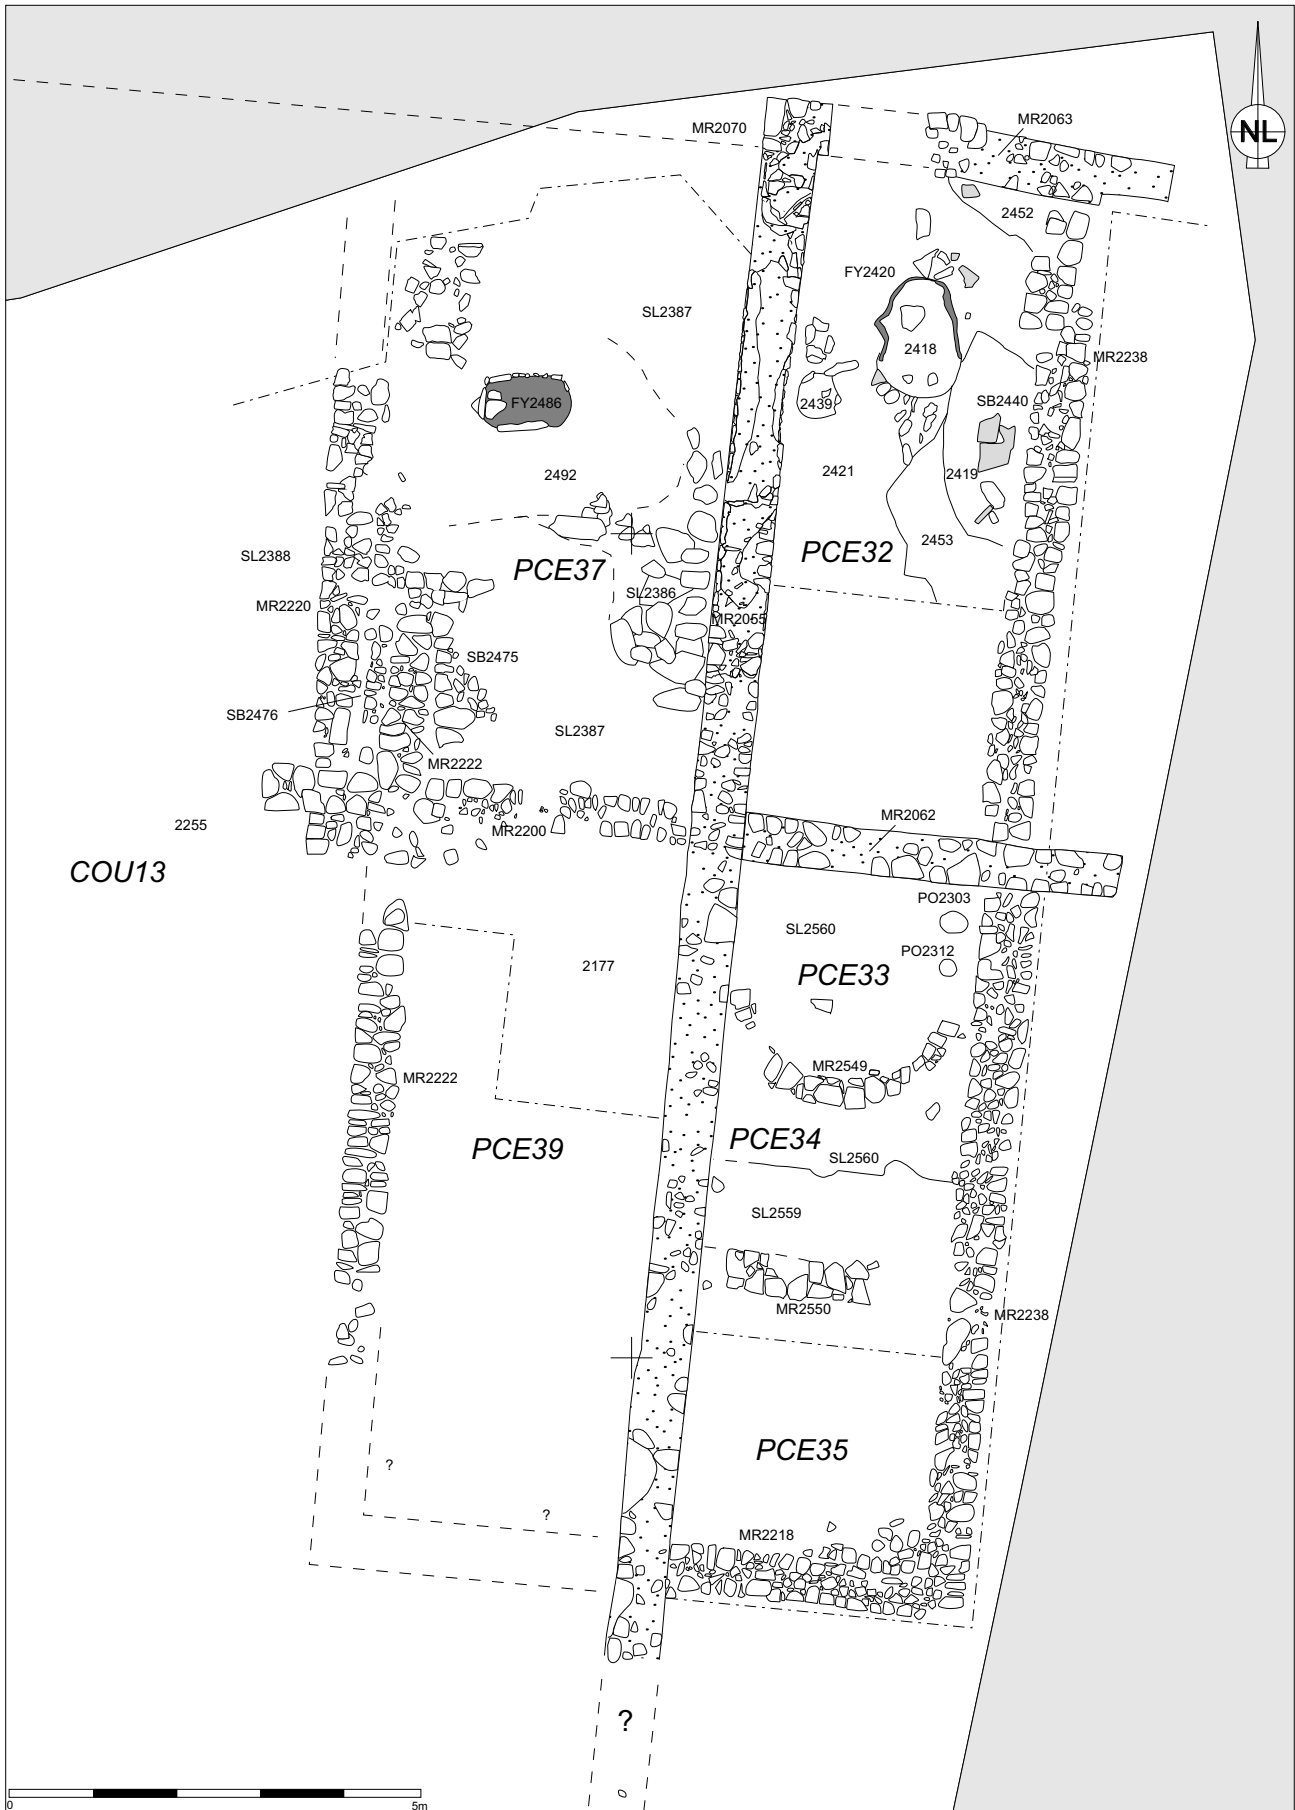 MR2070
MR2063
NL
2452
FY2420
SL2387
2418
MR2238
FY2486
2439
SB2440
2492
2421
2419
2453
PCE32
SL2388
PCE37
SL2386
MR2220
MR2055
SB2475
SB2476
SL2387
MR2222
2255
MR2200
MR2062
COU13
PO2303
SL2560
PO2312
2177
PCE33
MR2549
MR2222
PCE34
PCE39
SL2560
SL2559
MR2550
MR2238
PCE35
?
?
MR2218
?
0 5m